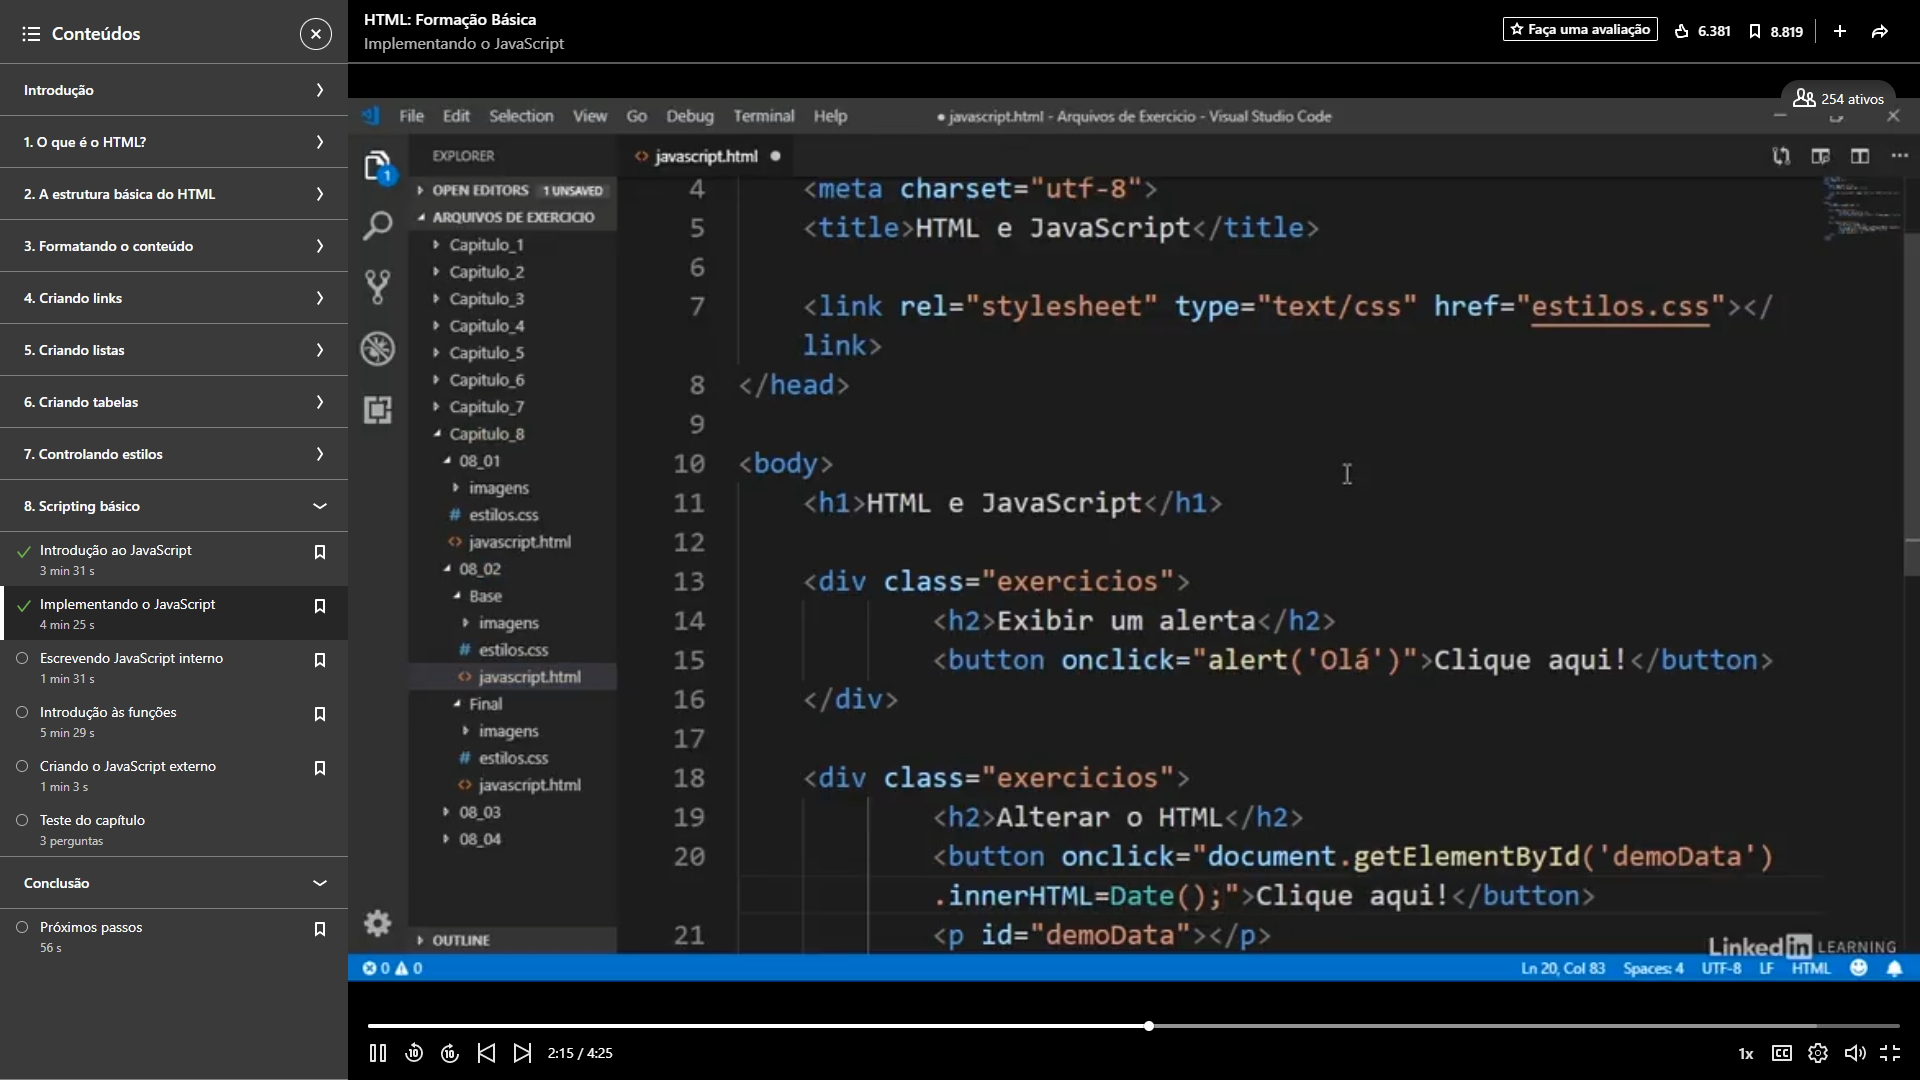 Conteúdos
Introdução
1. O que é o HTML?
2. A estrutura básica do HTML
3. Formatando o conteúdo
4. Criando links
5. Criando listas
6. Criando tabelas
7. Controlando estilos
8. Scripting básico
Introdução ao JavaScript
3 min 31 s
Implementando o JavaScript
4 min 25 s
Escrevendo JavaScript interno
1 min 31 s
Introdução às funções
5 min 29 s
Criando o JavaScript externo
1 min 3 s
Teste do capítulo
3 perguntas
Conclusão
Próximos passos
56 s
HTML: Formação Básica
Implementando o JavaScript
Faça uma avaliação
6.381
8.819
254 ativos
File Edit Selection View Go Debug Terminal Help
● javascript.html - Arquivos de Exercicio - Visual Studio Code
1
EXPLORER
OPEN EDITORS 1 UNSAVED
ARQUIVOS DE EXERCICIO
Capitulo_1
Capitulo_2
Capitulo_3
Capitulo_4
Capitulo_5
Capitulo_6
Capitulo_7
Capitulo_8
08_01
imagens
# estilos.css
<> javascript.html
08_02
Base
imagens
# estilos.css
<> javascript.html
Final
imagens
# estilos.css
<> javascript.html
08_03
08_04
OUTLINE
<> javascript.html ●
4 <meta charset="utf-8">
5 <title>HTML e JavaScript</title>
6
7 <link rel="stylesheet" type="text/css" href="estilos.css"></
link>
8 </head>
9
10 <body>
11 <h1>HTML e JavaScript</h1>
12
13 <div class="exercicios">
14 <h2>Exibir um alerta</h2>
15 <button onclick="alert('Olá')">Clique aqui!</button>
16 </div>
17
18 <div class="exercicios">
19 <h2>Alterar o HTML</h2>
20 <button onclick="document.getElementById('demoData')
.innerHTML=Date();">Clique aqui!</button>
21 <p id="demoData"></p>
Linked in LEARNING
0 0
Ln 20, Col 83 Spaces: 4 UTF-8 LF HTML
10 10 2:15 / 4:25
1x CC